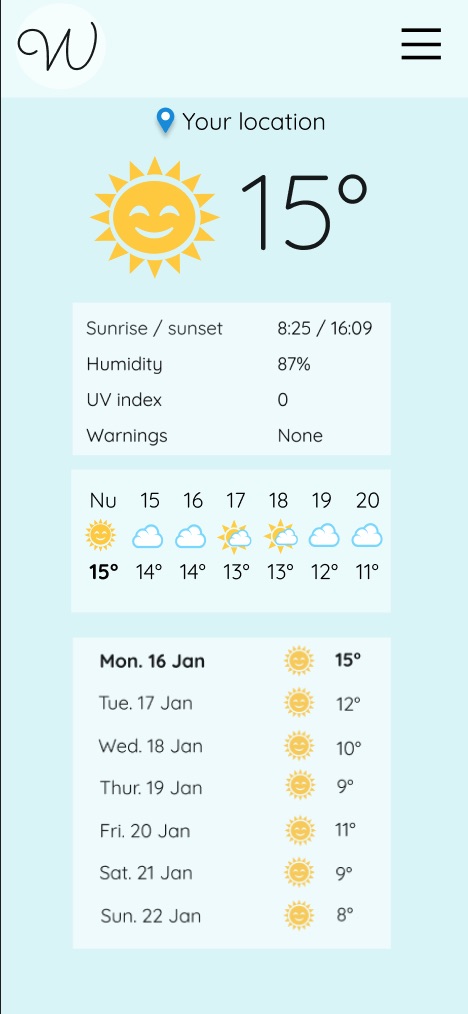 W
Your location
15°
Sunrise / sunset 8:25 / 16:09
Humidity 87%
UV index 0
Warnings None
Nu 15 16 17 18 19 20
15° 14° 14° 13° 13° 12° 11°
Mon. 16 Jan 15°
Tue. 17 Jan 12°
Wed. 18 Jan 10°
Thur. 19 Jan 9°
Fri. 20 Jan 11°
Sat. 21 Jan 9°
Sun. 22 Jan 8°